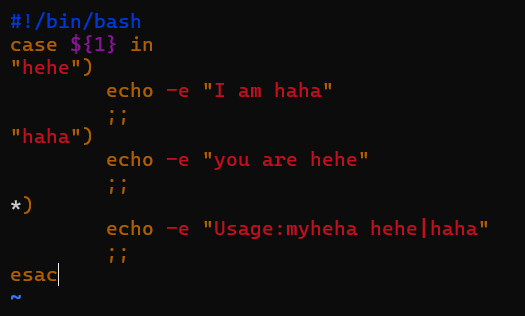 #!/bin/bash
case ${1} in
"hehe")
        echo -e "I am haha"
        ;;
"haha")
        echo -e "you are hehe"
        ;;
*)
        echo -e "Usage:myheha hehe|haha"
        ;;
esac
~